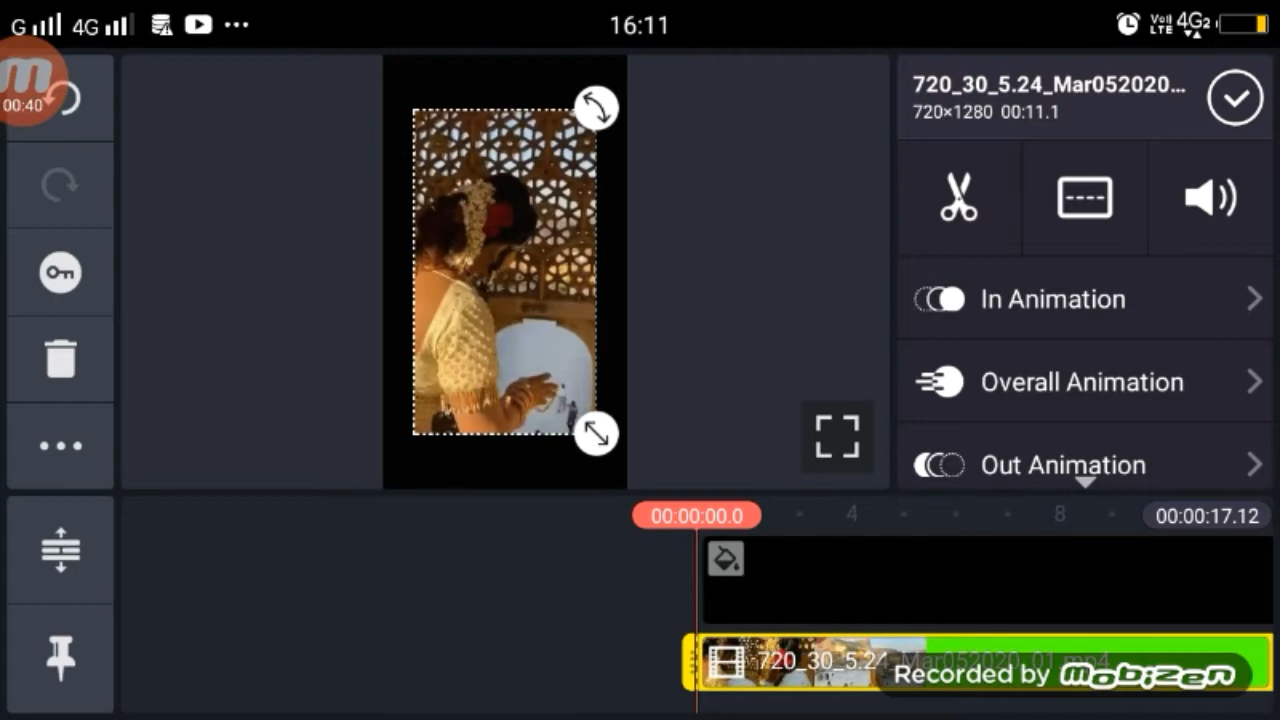 G 4G 16:11 VoII LTE 4G2
m
00:40
720_30_5.24_Mar052020...
720×1280 00:11.1
In Animation
Overall Animation
Out Animation
00:00:00.0 4 8 00:00:17.12
720_30_5.24_Mar052020_01.mp4
Recorded by mobizen